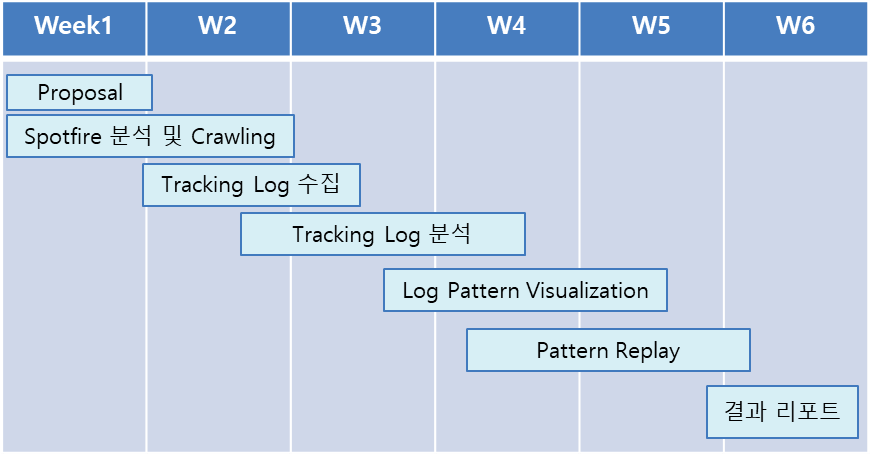 Week1 W2 W3 W4 W5 W6
Proposal
Spotfire 분석 및 Crawling
Tracking Log 수집
Tracking Log 분석
Log Pattern Visualization
Pattern Replay
결과 리포트